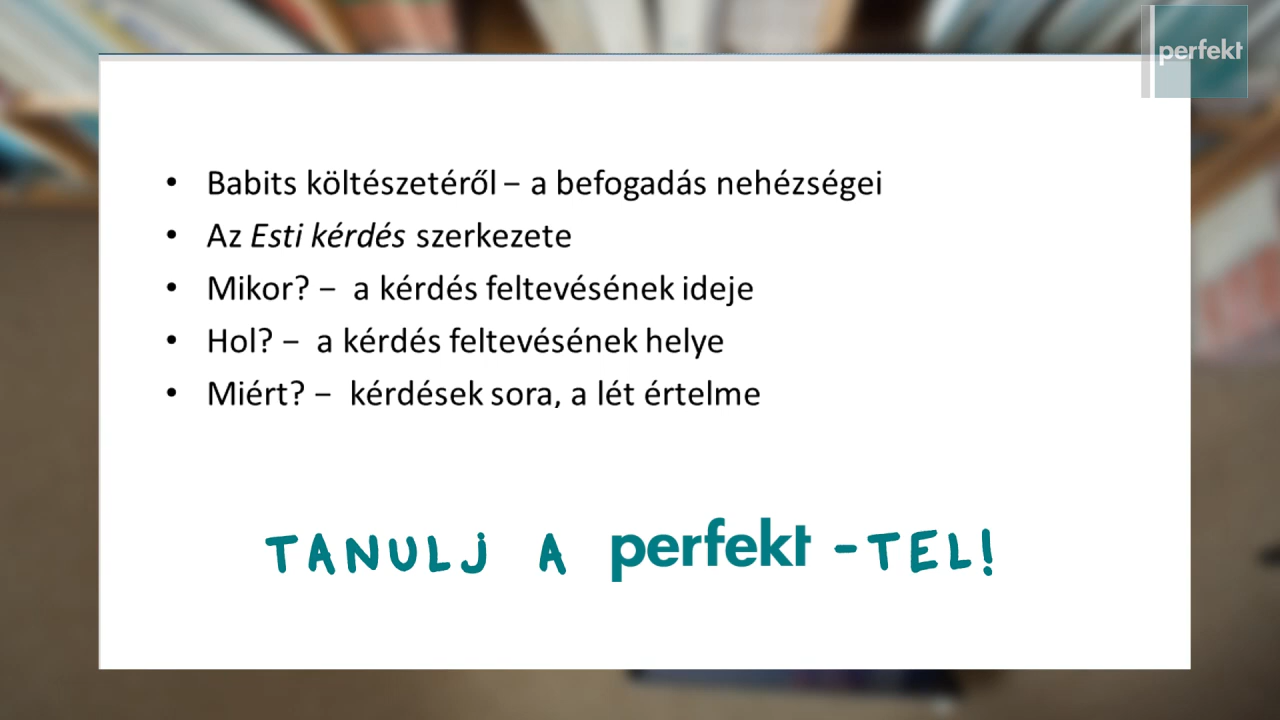 perfekt
• Babits költészetéről − a befogadás nehézségei
• Az Esti kérdés szerkezete
• Mikor? − a kérdés feltevésének ideje
• Hol? − a kérdés feltevésének helye
• Miért? − kérdések sora, a lét értelme
TANULJ A perfekt -TEL!